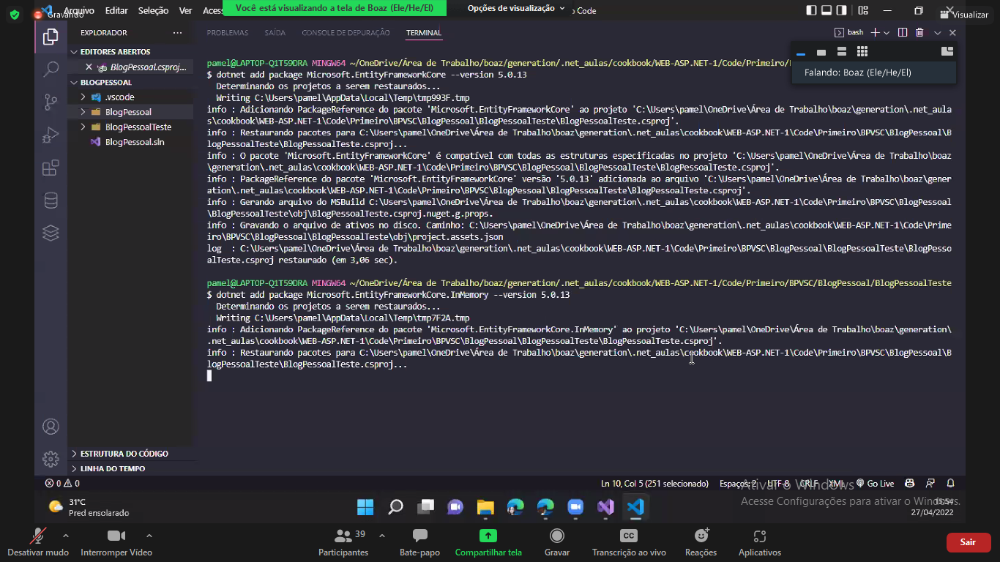 Gravando
Arquivo Editar Seleção Ver
Você está visualizando a tela de Boaz (Ele/He/El)
Opções de visualização
Code
Visualizar
EXPLORADOR
EDITORES ABERTOS
BlogPessoal.csproj...
BLOGPESSOAL
.vscode
BlogPessoal
BlogPessoalTeste
BlogPessoal.sln
ESTRUTURA DO CÓDIGO
LINHA DO TEMPO
PROBLEMAS SAÍDA CONSOLE DE DEPURAÇÃO TERMINAL
bash
Falando: Boaz (Ele/He/El)
pamel@LAPTOP-Q1T59DRA MINGW64 ~/OneDrive/Área de Trabalho/boaz/generation/.net_aulas/cookbook/WEB-ASP.NET-1/Code/Primeiro/
$ dotnet add package Microsoft.EntityFrameworkCore --version 5.0.13
Determinando os projetos a serem restaurados...
Writing C:\Users\pamel\AppData\Local\Temp\tmp993F.tmp
info : Adicionando PackageReference do pacote 'Microsoft.EntityFrameworkCore' ao projeto 'C:\Users\pamel\OneDrive\Área de Trabalho\boaz\generation\.net_aula
s\cookbook\WEB-ASP.NET-1\Code\Primeiro\BPVSC\BlogPessoal\BlogPessoalTeste\BlogPessoalTeste.csproj'.
info : Restaurando pacotes para C:\Users\pamel\OneDrive\Área de Trabalho\boaz\generation\.net_aulas\cookbook\WEB-ASP.NET-1\Code\Primeiro\BPVSC\BlogPessoal\B
logPessoalTeste\BlogPessoalTeste.csproj...
info : O pacote 'Microsoft.EntityFrameworkCore' é compatível com todas as estruturas especificadas no projeto 'C:\Users\pamel\OneDrive\Área de Trabalho\boaz
\generation\.net_aulas\cookbook\WEB-ASP.NET-1\Code\Primeiro\BPVSC\BlogPessoal\BlogPessoalTeste\BlogPessoalTeste.csproj'.
info : PackageReference do pacote 'Microsoft.EntityFrameworkCore' versão '5.0.13' adicionada ao arquivo 'C:\Users\pamel\OneDrive\Área de Trabalho\boaz\gener
ation\.net_aulas\cookbook\WEB-ASP.NET-1\Code\Primeiro\BPVSC\BlogPessoal\BlogPessoalTeste\BlogPessoalTeste.csproj'.
info : Gerando arquivo do MSBuild C:\Users\pamel\OneDrive\Área de Trabalho\boaz\generation\.net_aulas\cookbook\WEB-ASP.NET-1\Code\Primeiro\BPVSC\BlogPessoal
\BlogPessoalTeste\obj\BlogPessoalTeste.csproj.nuget.g.props.
info : Gravando o arquivo de ativos no disco. Caminho: C:\Users\pamel\OneDrive\Área de Trabalho\boaz\generation\.net_aulas\cookbook\WEB-ASP.NET-1\Code\Prime
iro\BPVSC\BlogPessoal\BlogPessoalTeste\obj\project.assets.json
log : C:\Users\pamel\OneDrive\Área de Trabalho\boaz\generation\.net_aulas\cookbook\WEB-ASP.NET-1\Code\Primeiro\BPVSC\BlogPessoal\BlogPessoalTeste\BlogPesso
alTeste.csproj restaurado (em 3,06 sec).
pamel@LAPTOP-Q1T59DRA MINGW64 ~/OneDrive/Área de Trabalho/boaz/generation/.net_aulas/cookbook/WEB-ASP.NET-1/Code/Primeiro/BPVSC/BlogPessoal/BlogPessoalTeste
$ dotnet add package Microsoft.EntityFrameworkCore.InMemory --version 5.0.13
Determinando os projetos a serem restaurados...
Writing C:\Users\pamel\AppData\Local\Temp\tmp7F2A.tmp
info : Adicionando PackageReference do pacote 'Microsoft.EntityFrameworkCore.InMemory' ao projeto 'C:\Users\pamel\OneDrive\Área de Trabalho\boaz\generation\
.net_aulas\cookbook\WEB-ASP.NET-1\Code\Primeiro\BPVSC\BlogPessoal\BlogPessoalTeste\BlogPessoalTeste.csproj'.
info : Restaurando pacotes para C:\Users\pamel\OneDrive\Área de Trabalho\boaz\generation\.net_aulas\cookbook\WEB-ASP.NET-1\Code\Primeiro\BPVSC\BlogPessoal\B
logPessoalTeste\BlogPessoalTeste.csproj...
0 0
Ln 10, Col 5 (251 selecionado) Espaços: 2 UTF-8 CRLF XML Go Live
Ativar o Windows
Acesse Configurações para ativar o Windows.
31°C
Pred ensolarado
15:54
27/04/2022
Desativar mudo
Interromper Vídeo
39
Participantes
Bate-papo
Compartilhar tela
Gravar
CC
Transcrição ao vivo
Reações
Aplicativos
Sair